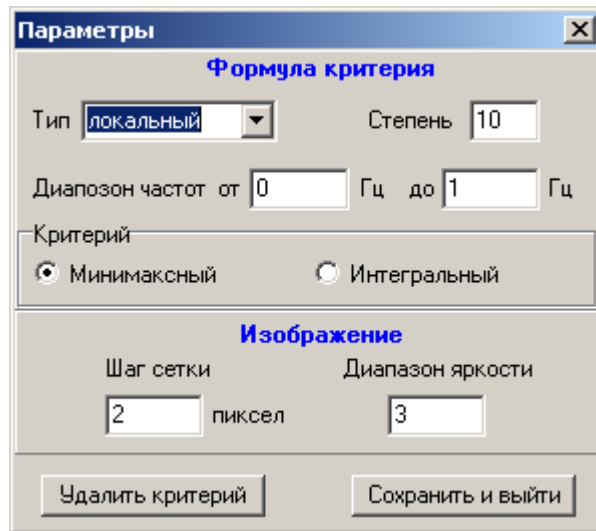 Параметры
Формула критерия
Тип локальный Степень 10
Диапозон частот от 0 Гц до 1 Гц
Критерий
Минимаксный Интегральный
Изображение
Шаг сетки Диапазон яркости
2 пиксел 3
Удалить критерий Сохранить и выйти